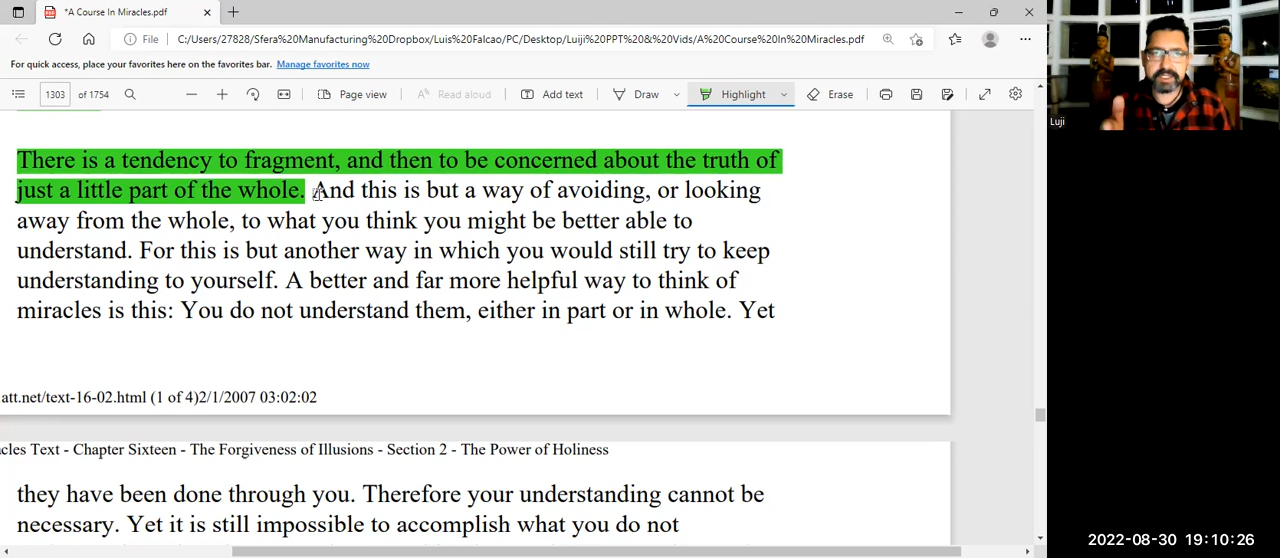 *A Course In Miracles.pdf
File C:/Users/27828/Sfera%20Manufacturing%20Dropbox/Luis%20Falcao/PC/Desktop/Luiji%20PPT%20&%20Vids/A%20Course%20In%20Miracles.pdf
For quick access, place your favorites here on the favorites bar. Manage favorites now
1303 of 1754 Page view Read aloud Add text Draw Highlight Erase
There is a tendency to fragment, and then to be concerned about the truth of
just a little part of the whole. And this is but a way of avoiding, or looking
away from the whole, to what you think you might be better able to
understand. For this is but another way in which you would still try to keep
understanding to yourself. A better and far more helpful way to think of
miracles is this: You do not understand them, either in part or in whole. Yet
att.net/text-16-02.html (1 of 4)2/1/2007 03:02:02
cles Text - Chapter Sixteen - The Forgiveness of Illusions - Section 2 - The Power of Holiness
they have been done through you. Therefore your understanding cannot be
necessary. Yet it is still impossible to accomplish what you do not
Luji
2022-08-30 19:10:26